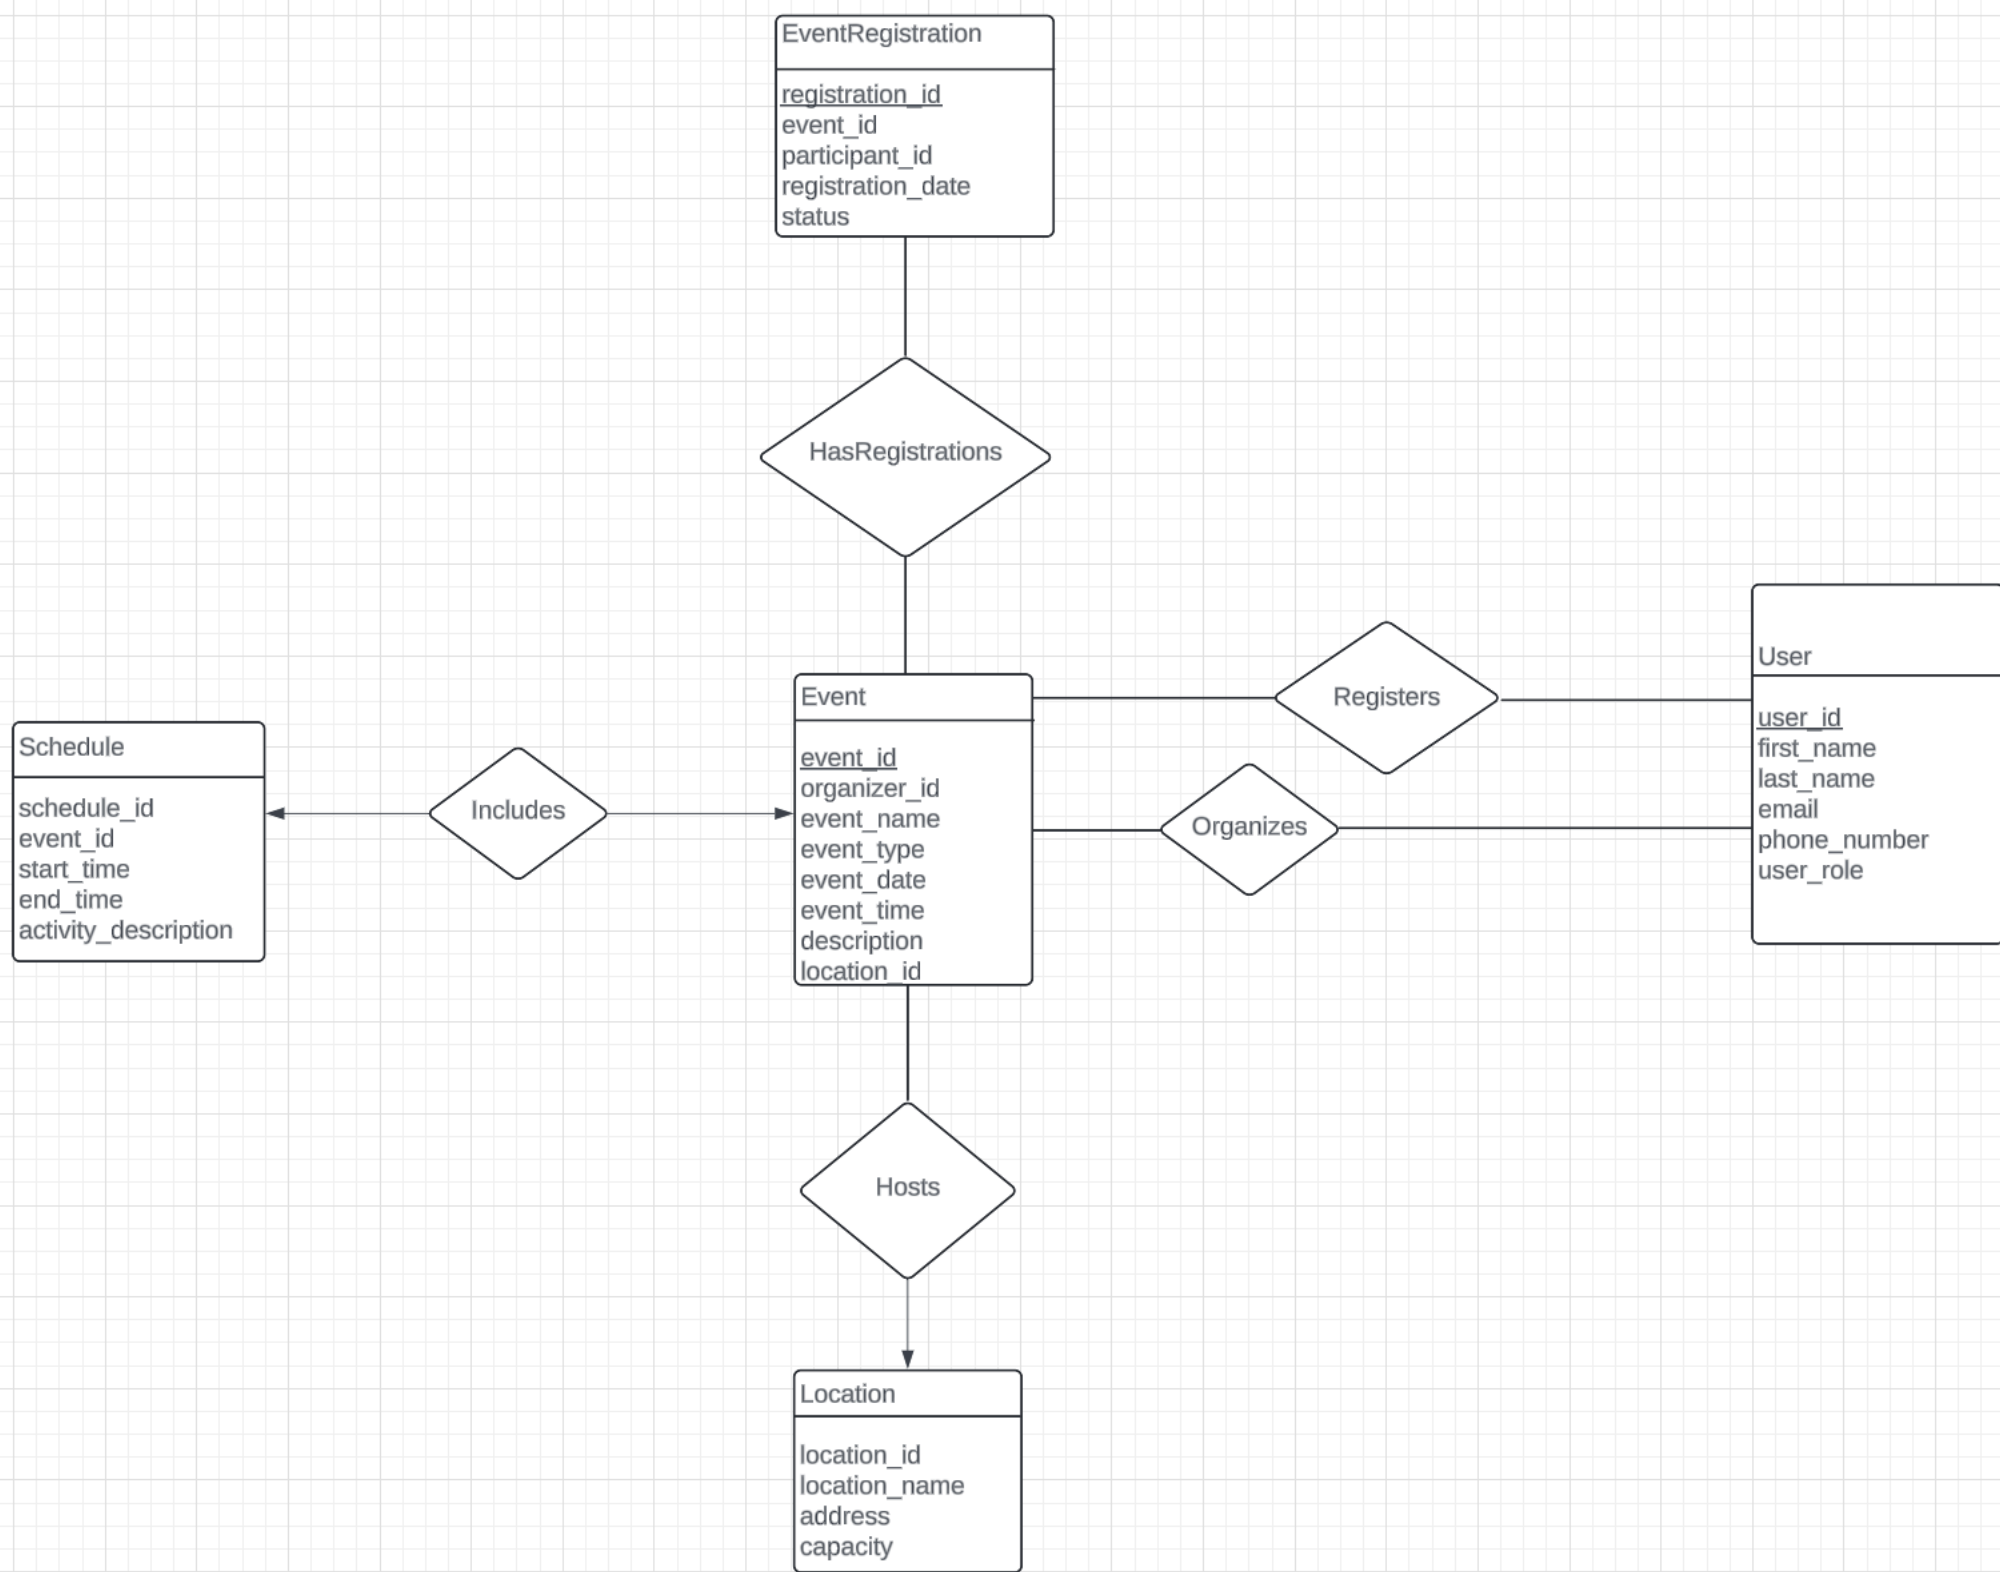 EventRegistration
registration_id
event_id
participant_id
registration_date
status
HasRegistrations
Event
event_id
organizer_id
event_name
event_type
event_date
event_time
description
location_id
Registers
Organizes
User
user_id
first_name
last_name
email
phone_number
user_role
Schedule
schedule_id
event_id
start_time
end_time
activity_description
Includes
Hosts
Location
location_id
location_name
address
capacity